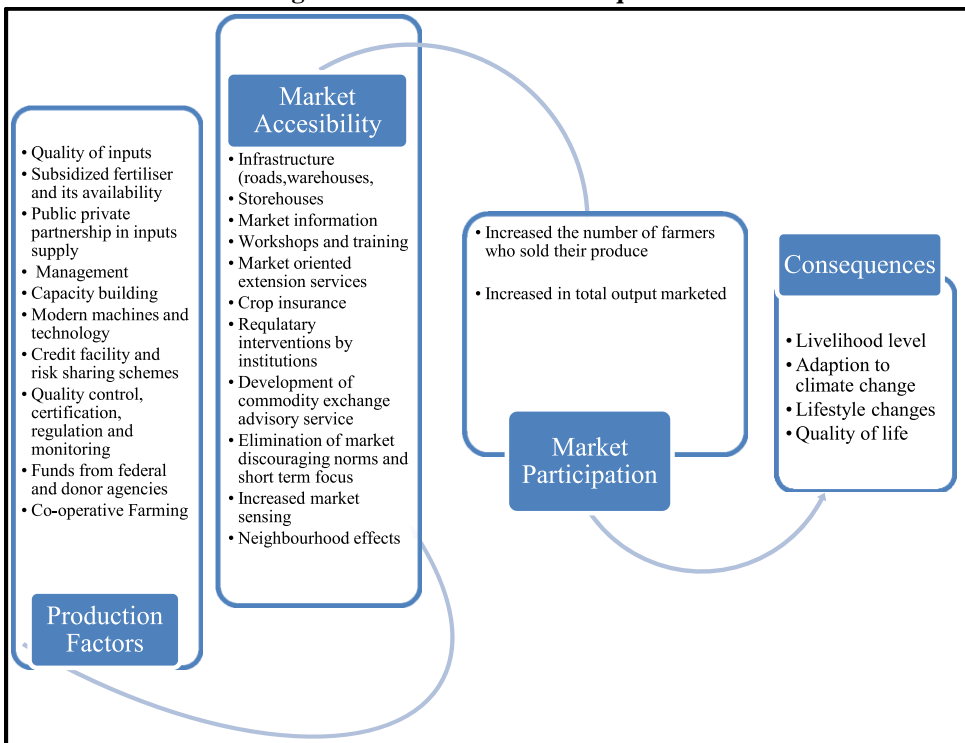 • Quality of inputs
• Subsidized fertiliser
and its availability
• Public private
partnership in inputs
supply
• Management
• Capacity building
• Modern machines and
technology
• Credit facility and
risk sharing schemes
• Quality control,
certification,
regulation and
monitoring
• Funds from federal
and donor agencies
• Co-operative Farming
Production
Factors
Market
Accesibility
• Infrastructure
(roads,warehouses,
• Storehouses
• Market information
• Workshops and training
• Market oriented
extension services
• Crop insurance
• Requlatary
interventions by
institutions
• Development of
commodity exchange
advisory service
• Elimination of market
discouraging norms and
short term focus
• Increased market
sensing
• Neighbourhood effects
• Increased the number of farmers
who sold their produce
• Increased in total output marketed
Market
Participation
Consequences
• Livelihood level
• Adaption to
climate change
• Lifestyle changes
• Quality of life